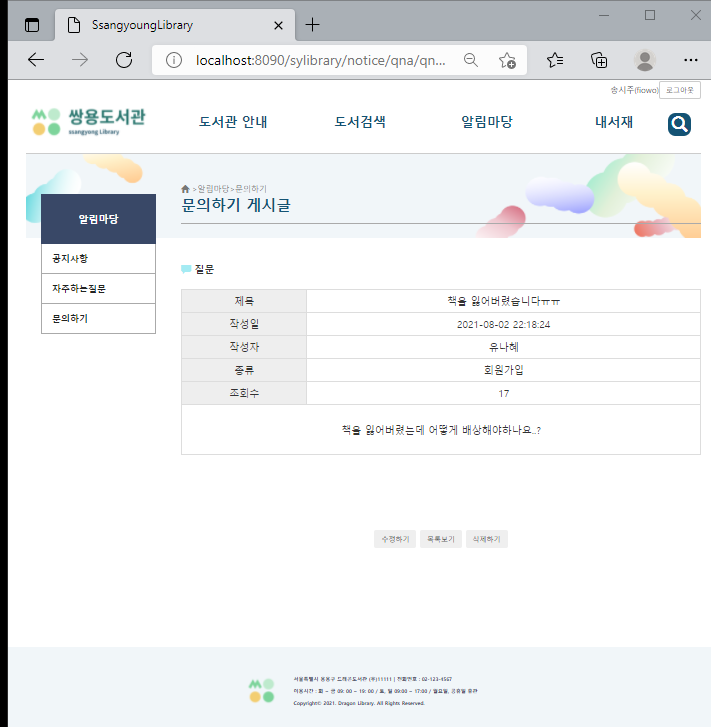 SsangyoungLibrary
localhost:8090/sylibrary/notice/qna/qn...
송시주(fiowo) 로그아웃
쌍용도서관
ssangyong Library
도서관 안내 도서검색 알림마당 내서재
>알림마당>문의하기
문의하기 게시글
알림마당
공지사항
자주하는질문
문의하기
질문
제목 책을 잃어버렸습니다ㅠㅠ
작성일 2021-08-02 22:18:24
작성자 유나혜
종류 회원가입
조회수 17
책을 잃어버렸는데 어떻게 배상해야하나요..?
수정하기 목록보기 삭제하기
서울특별시 용용구 드래곤도서관 (우)11111 | 전화번호 : 02-123-4567
이용시간 : 화 ~ 금 09: 00 ~ 19: 00 / 토, 일 09:00 ~ 17:00 / 월요일, 공휴일 휴관
Copyright© 2021. Dragon Library. All Rights Reserved.